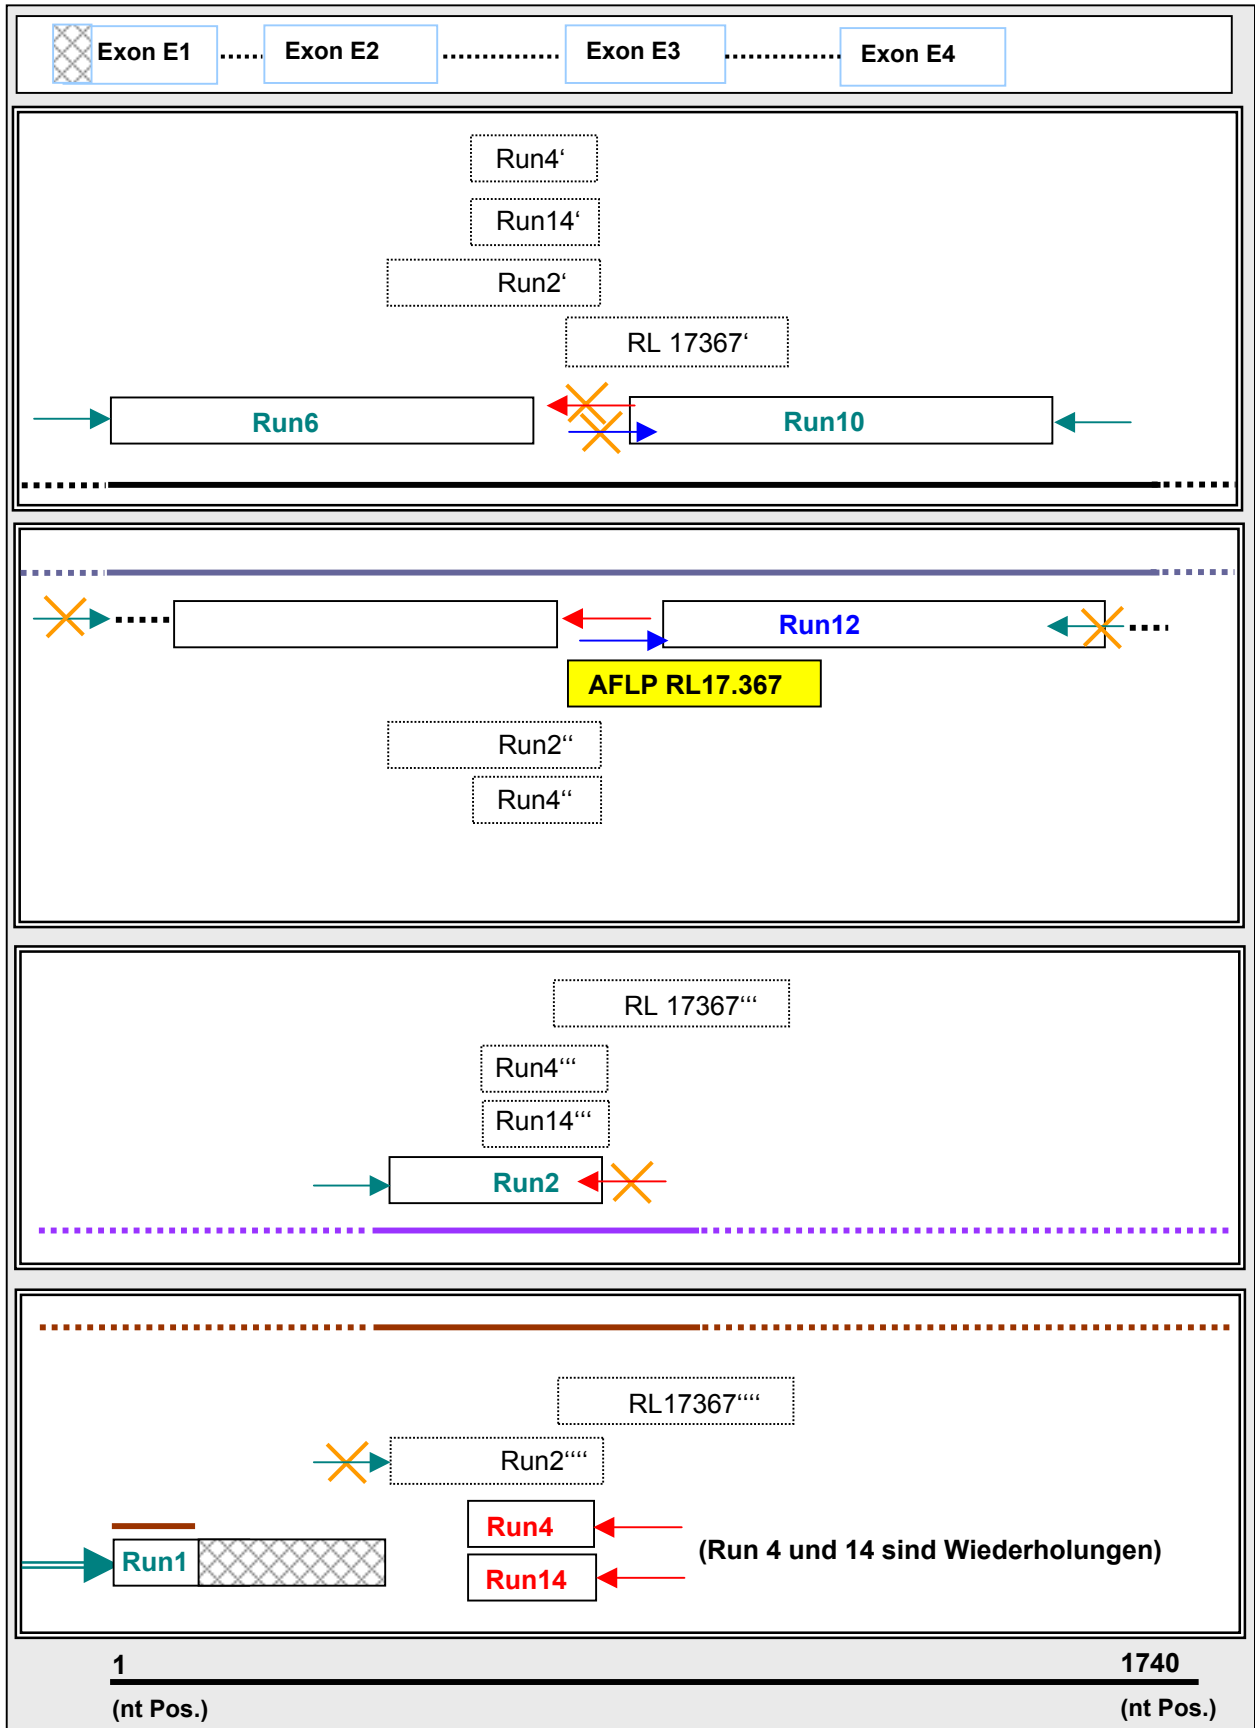 Exon E1 Exon E2 Exon E3 Exon E4
Run4‘
Run14‘
Run2‘
RL 17367‘
Run6 Run10
Run12
AFLP RL17.367
Run2‘‘
Run4‘‘
RL 17367‘‘‘
Run4‘‘‘
Run14‘‘‘
Run2
RL17367‘‘‘‘
Run2‘‘‘‘
Run4
Run1 (Run 4 und 14 sind Wiederholungen)
Run14
1 1740
(nt Pos.) (nt Pos.)